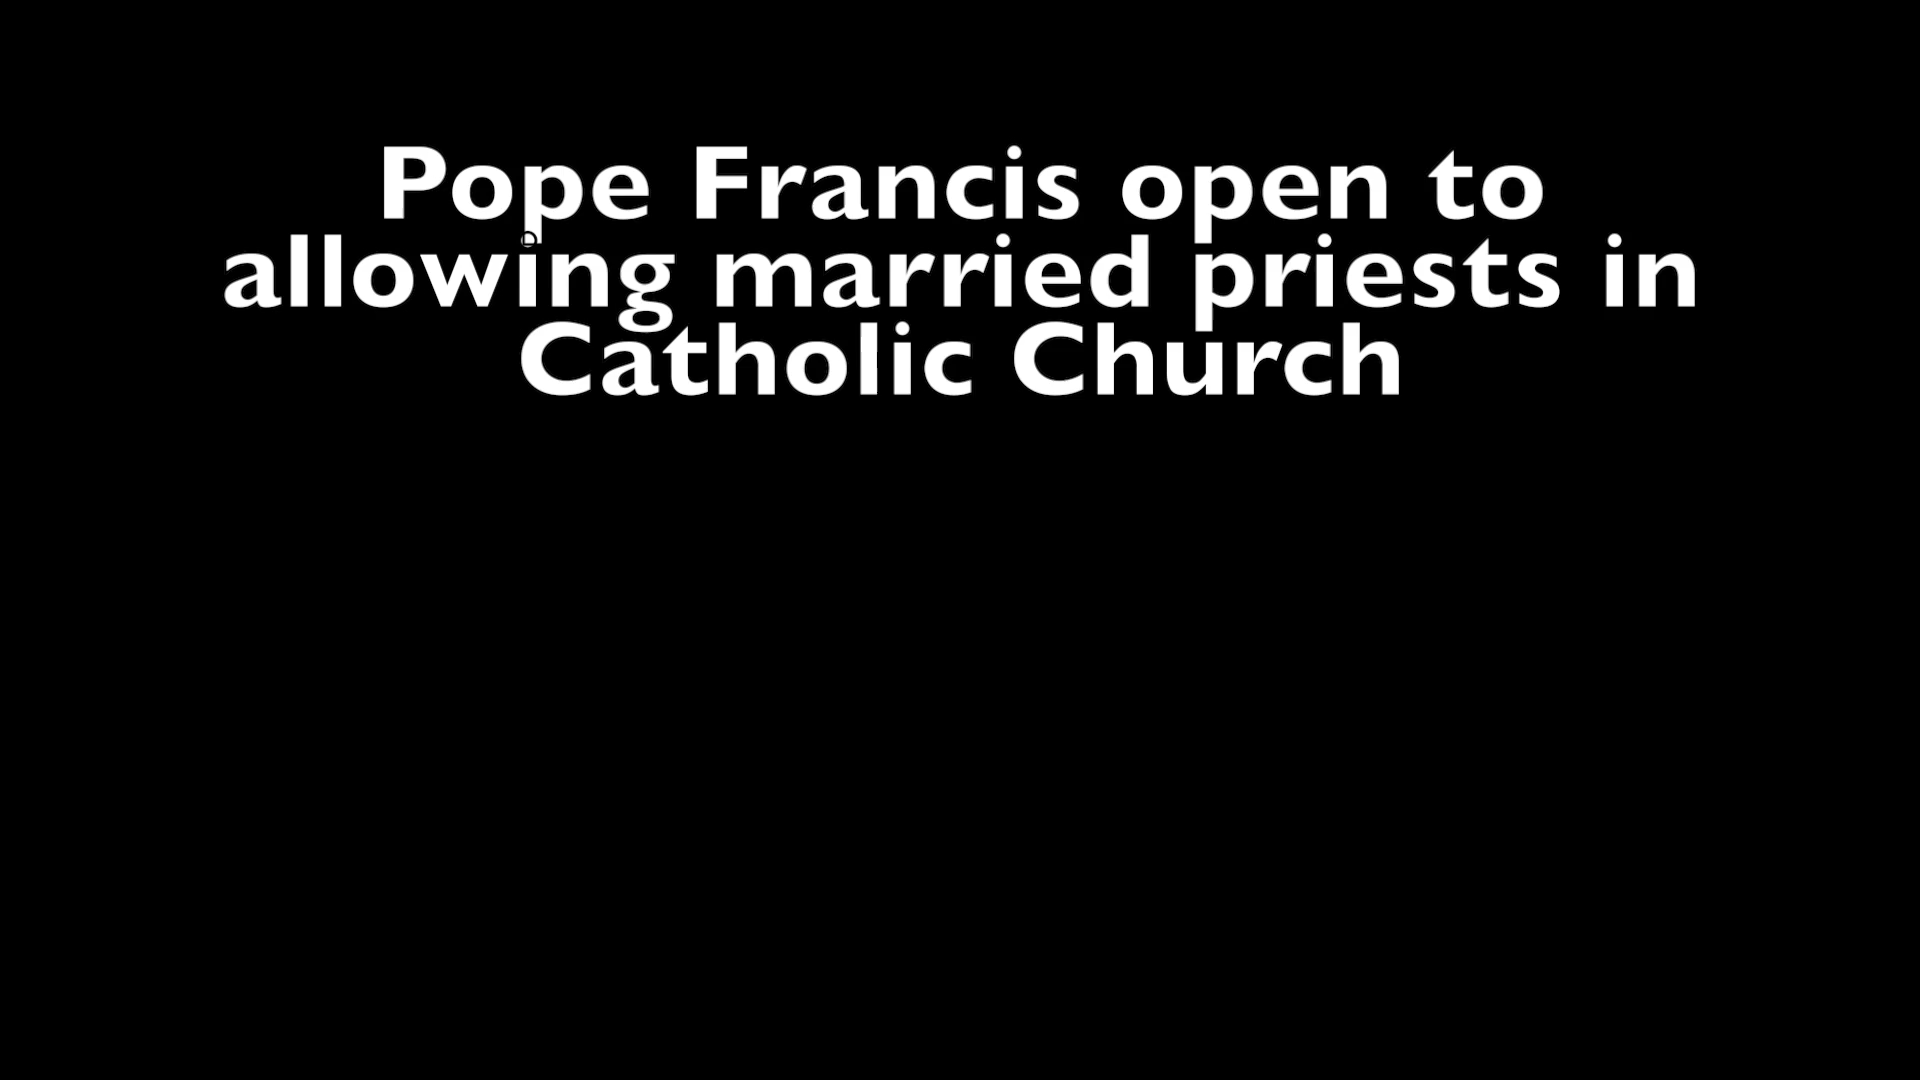 Pope Francis open to
allowing married priests in
Catholic Church